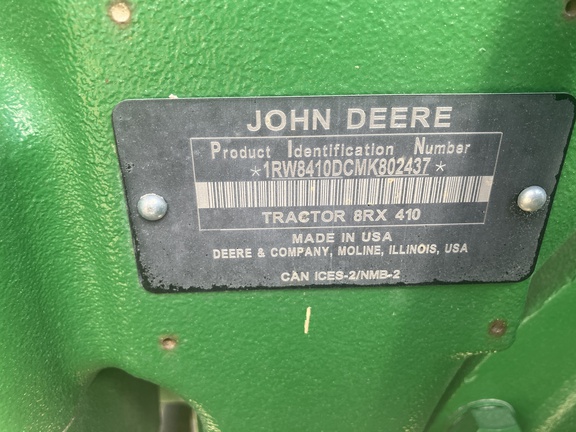 JOHN DEERE
Product Identification Number
*1RW8410DCMK802437*
TRACTOR 8RX 410
MADE IN USA
DEERE & COMPANY, MOLINE, ILLINOIS, USA
CAN ICES-2/NMB-2